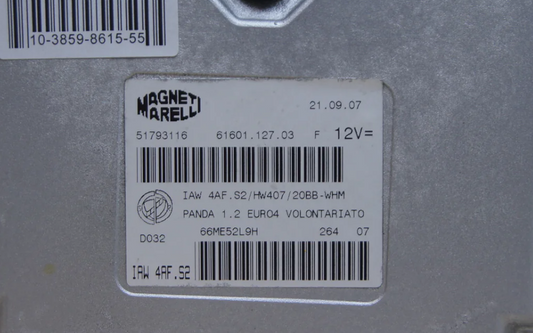 10-3859-8615-55
MAGNETI MARELLI
21.09.07
51793116 61601.127.03 F 12V=
IAW 4AF.S2/HW407/20BB-WHM
PANDA 1.2 EURO4 VOLONTARIATO
D032 66ME52L9H 264 07
IAW 4AF.S2